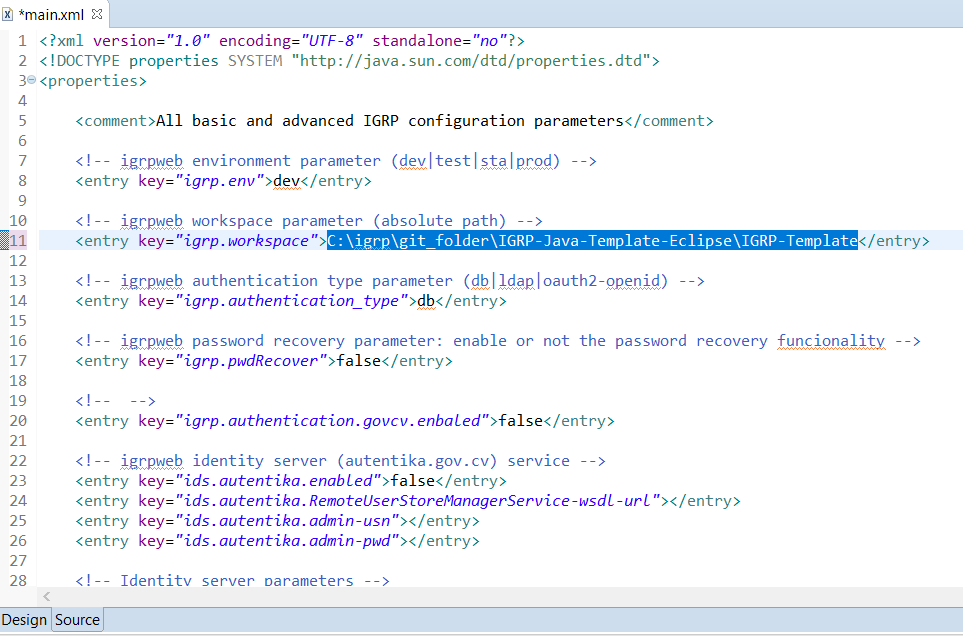 *main.xml
1 <?xml version="1.0" encoding="UTF-8" standalone="no"?>
2 <!DOCTYPE properties SYSTEM "http://java.sun.com/dtd/properties.dtd">
3 <properties>
4
5 <comment>All basic and advanced IGRP configuration parameters</comment>
6
7 <!-- igrpweb environment parameter (dev|test|sta|prod) -->
8 <entry key="igrp.env">dev</entry>
9
10 <!-- igrpweb workspace parameter (absolute path) -->
11 <entry key="igrp.workspace">C:\igrp\git_folder\IGRP-Java-Template-Eclipse\IGRP-Template</entry>
12
13 <!-- igrpweb authentication type parameter (db|ldap|oauth2-openid) -->
14 <entry key="igrp.authentication_type">db</entry>
15
16 <!-- igrpweb password recovery parameter: enable or not the password recovery funcionality -->
17 <entry key="igrp.pwdRecover">false</entry>
18
19 <!--  -->
20 <entry key="igrp.authentication.govcv.enbaled">false</entry>
21
22 <!-- igrpweb identity server (autentika.gov.cv) service -->
23 <entry key="ids.autentika.enabled">false</entry>
24 <entry key="ids.autentika.RemoteUserStoreManagerService-wsdl-url"></entry>
25 <entry key="ids.autentika.admin-usn"></entry>
26 <entry key="ids.autentika.admin-pwd"></entry>
27
28 <!-- Identity server parameters -->
Design Source